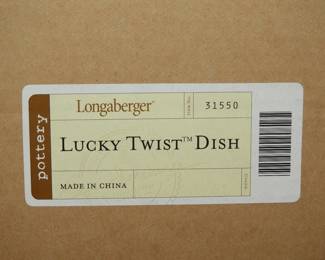 pottery
Longaberger®
Item No.
31550
LUCKY TWIST™ DISH
MADE IN CHINA